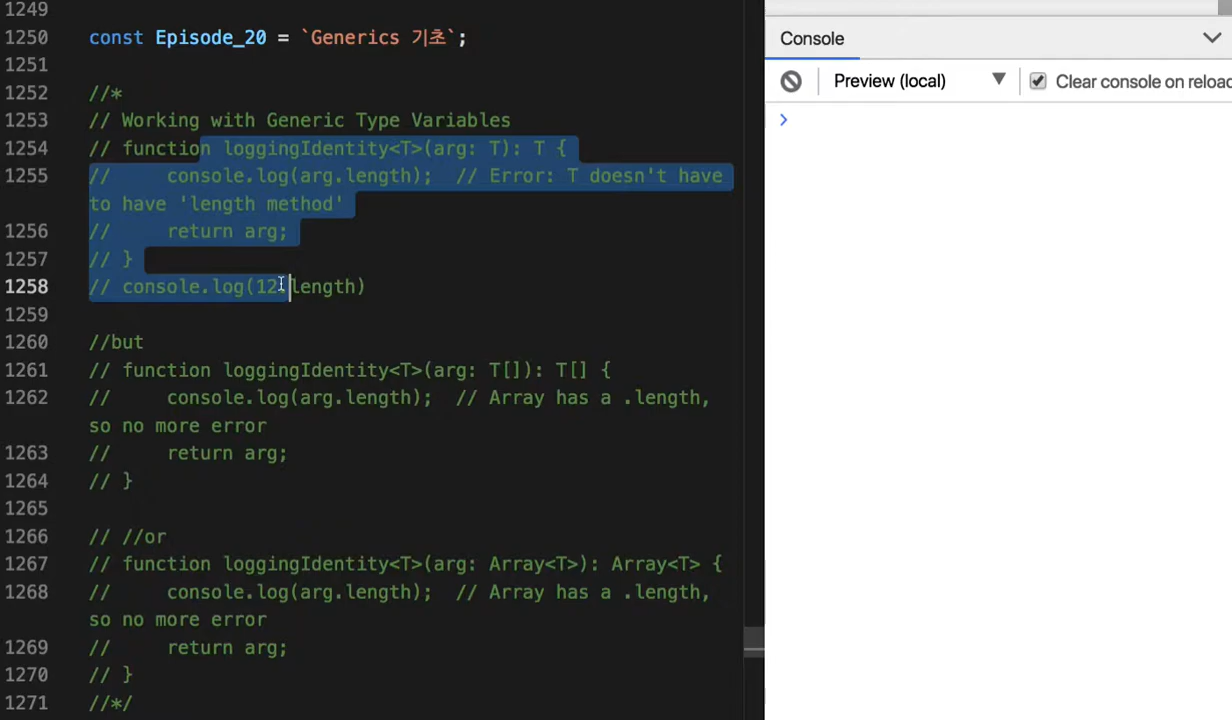 1249
1250 const Episode_20 = `Generics 기초`;
1251
1252 //*
1253 // Working with Generic Type Variables
1254 // function loggingIdentity<T>(arg: T): T {
1255 //     console.log(arg.length);  // Error: T doesn't have
to have 'length method'
1256 //     return arg;
1257 // }
1258 // console.log(12.length)
1259
1260 //but
1261 // function loggingIdentity<T>(arg: T[]): T[] {
1262 //     console.log(arg.length);  // Array has a .length,
so no more error
1263 //     return arg;
1264 // }
1265
1266 // //or
1267 // function loggingIdentity<T>(arg: Array<T>): Array<T> {
1268 //     console.log(arg.length);  // Array has a .length,
so no more error
1269 //     return arg;
1270 // }
1271 //*/
Console
Preview (local)
Clear console on reload